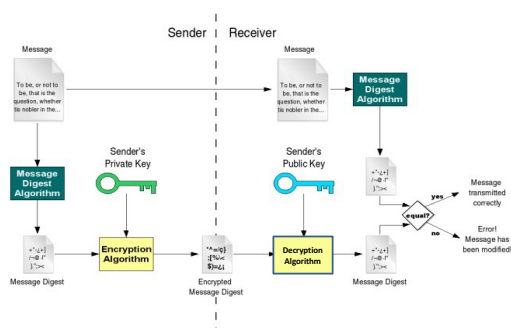 Sender
Receiver
Message
To be, or not to
be, that is the
question, whether
tis nobler in the...
Message
To be, or not to
be, that is the
question, whether
tis nobler in the...
Message
Digest
Algorithm
Sender's
Private Key
Sender's
Public Key
Message
Digest
Algorithm
yes
Message
transmitted
correctly
equal?
no
Error!
Message has
been modified!
Encryption
Algorithm
Decryption
Algorithm
Message Digest
Encrypted
Message Digest
Message Digest